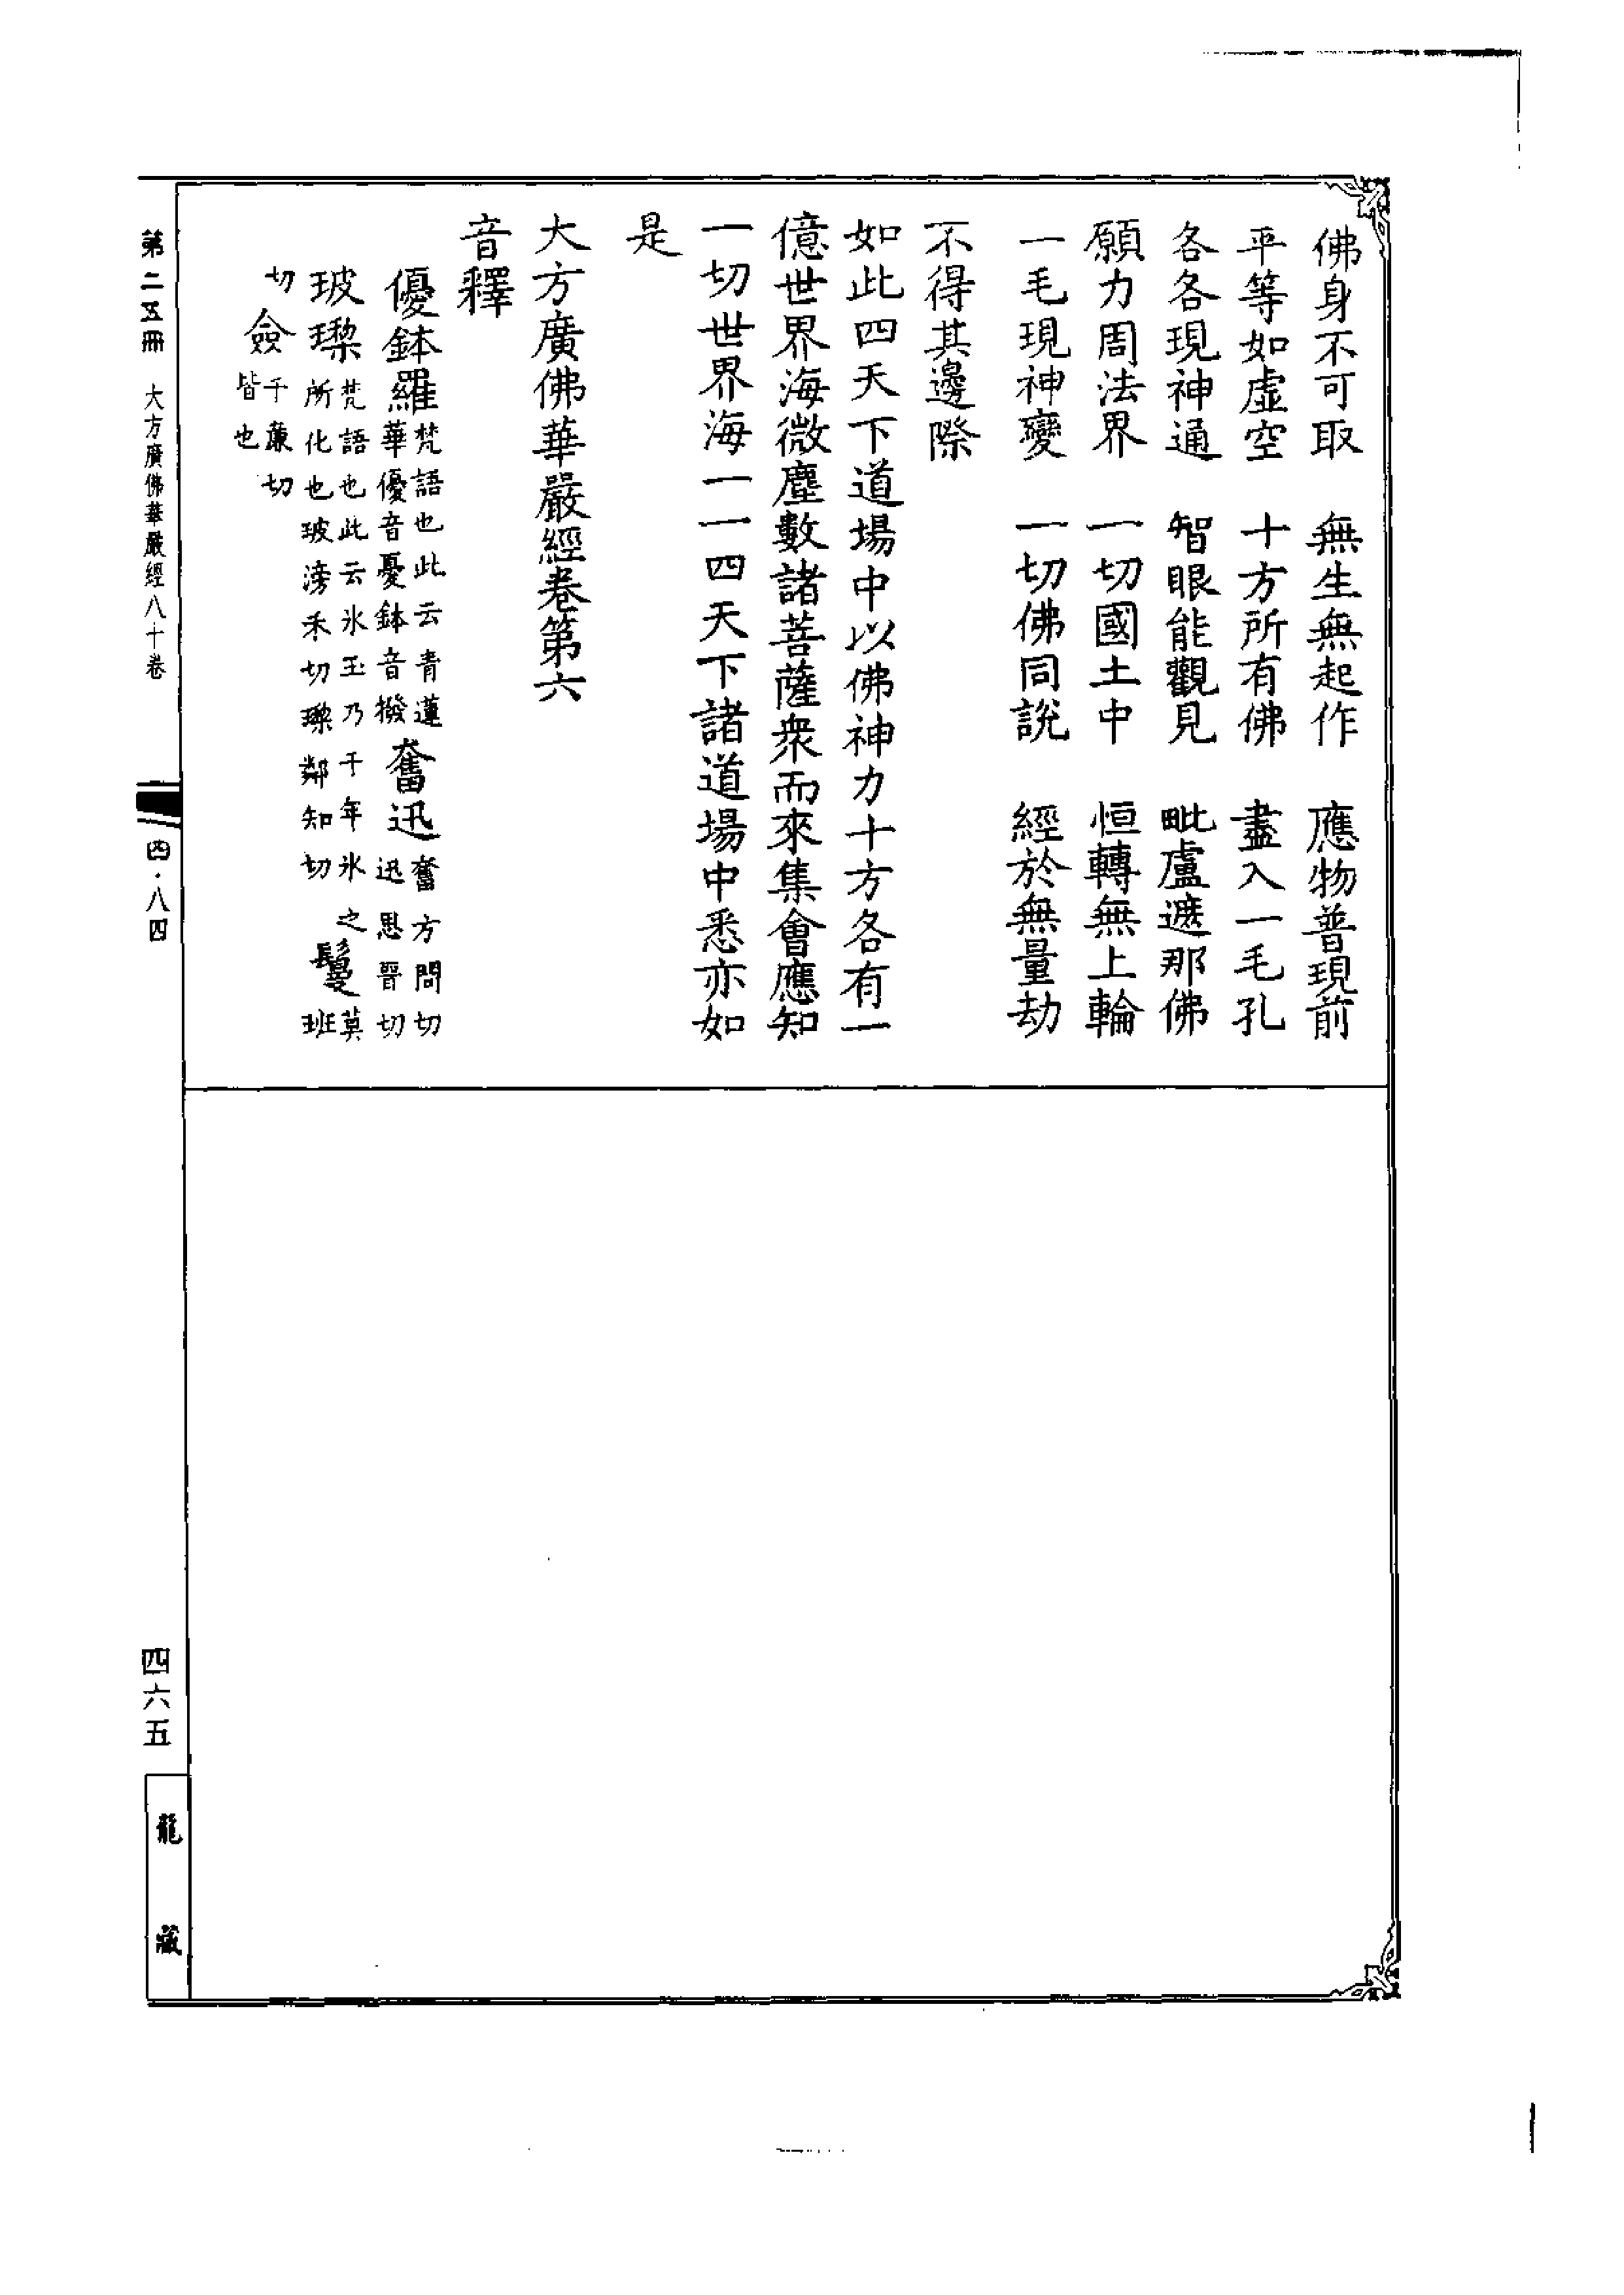 佛身不可取　無生無起作　應物普現前
平等如虛空　十方所有佛　盡入一毛孔
各各現神通　智眼能觀見　毗盧遮那佛
願力周法界　一切國土中　恒轉無上輪
一毛現神變　一切佛同說　經於無量劫
不得其邊際
如此四天下道場中以佛神力十方各有一
億世界海微塵數諸菩薩衆而來集會應知
一切世界海一一四天下諸道場中悉亦如
是
大方廣佛華嚴經卷第六
音釋
優鉢羅梵語也此云青蓮華優音憂鉢音撥奮迅奮方問切迅思晉切
玻瓈梵語也此云水玉乃千年氷之所化也玻滂禾切瓈鄰知切鬘莫班
切僉千廉切皆也
第二五冊　大方廣佛華嚴經八十卷　四·八四
四六五
龍藏